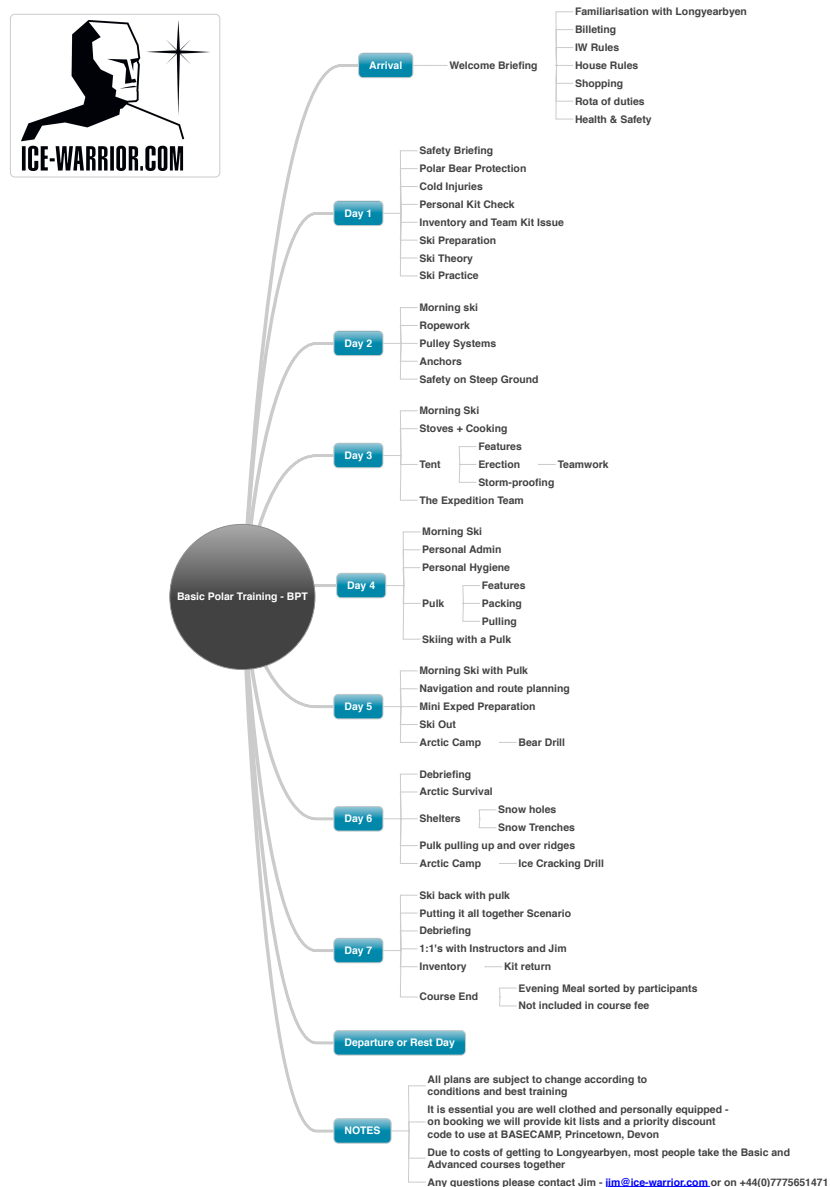 ICE-WARRIOR.COM
Basic Polar Training - BPT
Arrival
Welcome Briefing
Familiarisation with Longyearbyen
Billeting
IW Rules
House Rules
Shopping
Rota of duties
Health & Safety
Day 1
Safety Briefing
Polar Bear Protection
Cold Injuries
Personal Kit Check
Inventory and Team Kit Issue
Ski Preparation
Ski Theory
Ski Practice
Day 2
Morning ski
Ropework
Pulley Systems
Anchors
Safety on Steep Ground
Day 3
Morning Ski
Stoves + Cooking
Tent
Features
Erection
Teamwork
Storm-proofing
The Expedition Team
Day 4
Morning Ski
Personal Admin
Personal Hygiene
Pulk
Features
Packing
Pulling
Skiing with a Pulk
Day 5
Morning Ski with Pulk
Navigation and route planning
Mini Exped Preparation
Ski Out
Arctic Camp
Bear Drill
Day 6
Debriefing
Arctic Survival
Shelters
Snow holes
Snow Trenches
Pulk pulling up and over ridges
Arctic Camp
Ice Cracking Drill
Day 7
Ski back with pulk
Putting it all together Scenario
Debriefing
1:1's with Instructors and Jim
Inventory
Kit return
Course End
Evening Meal sorted by participants
Not included in course fee
Departure or Rest Day
NOTES
All plans are subject to change according to
conditions and best training
It is essential you are well clothed and personally equipped -
on booking we will provide kit lists and a priority discount
code to use at BASECAMP, Princetown, Devon
Due to costs of getting to Longyearbyen, most people take the Basic and
Advanced courses together
Any questions please contact Jim - jim@ice-warrior.com or on +44(0)7775651471